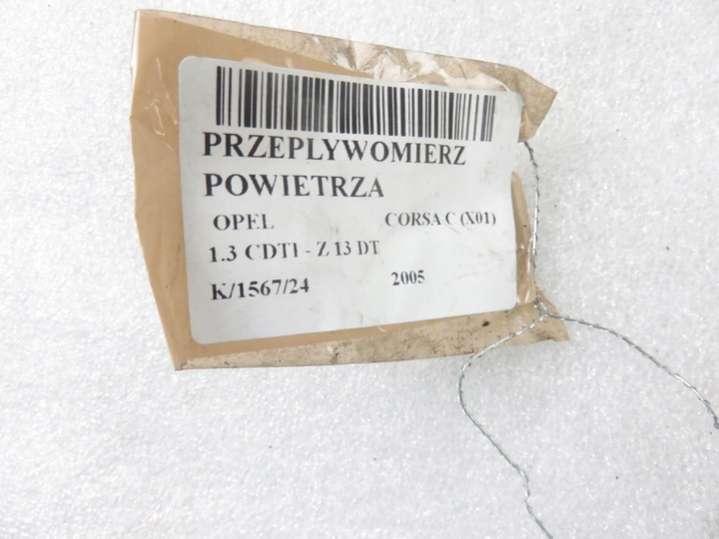 PRZEPLYWOMIERZ
POWIETRZA
OPEL CORSA C (X01)
1.3 CDTI - Z 13 DT
K/1567/24 2005